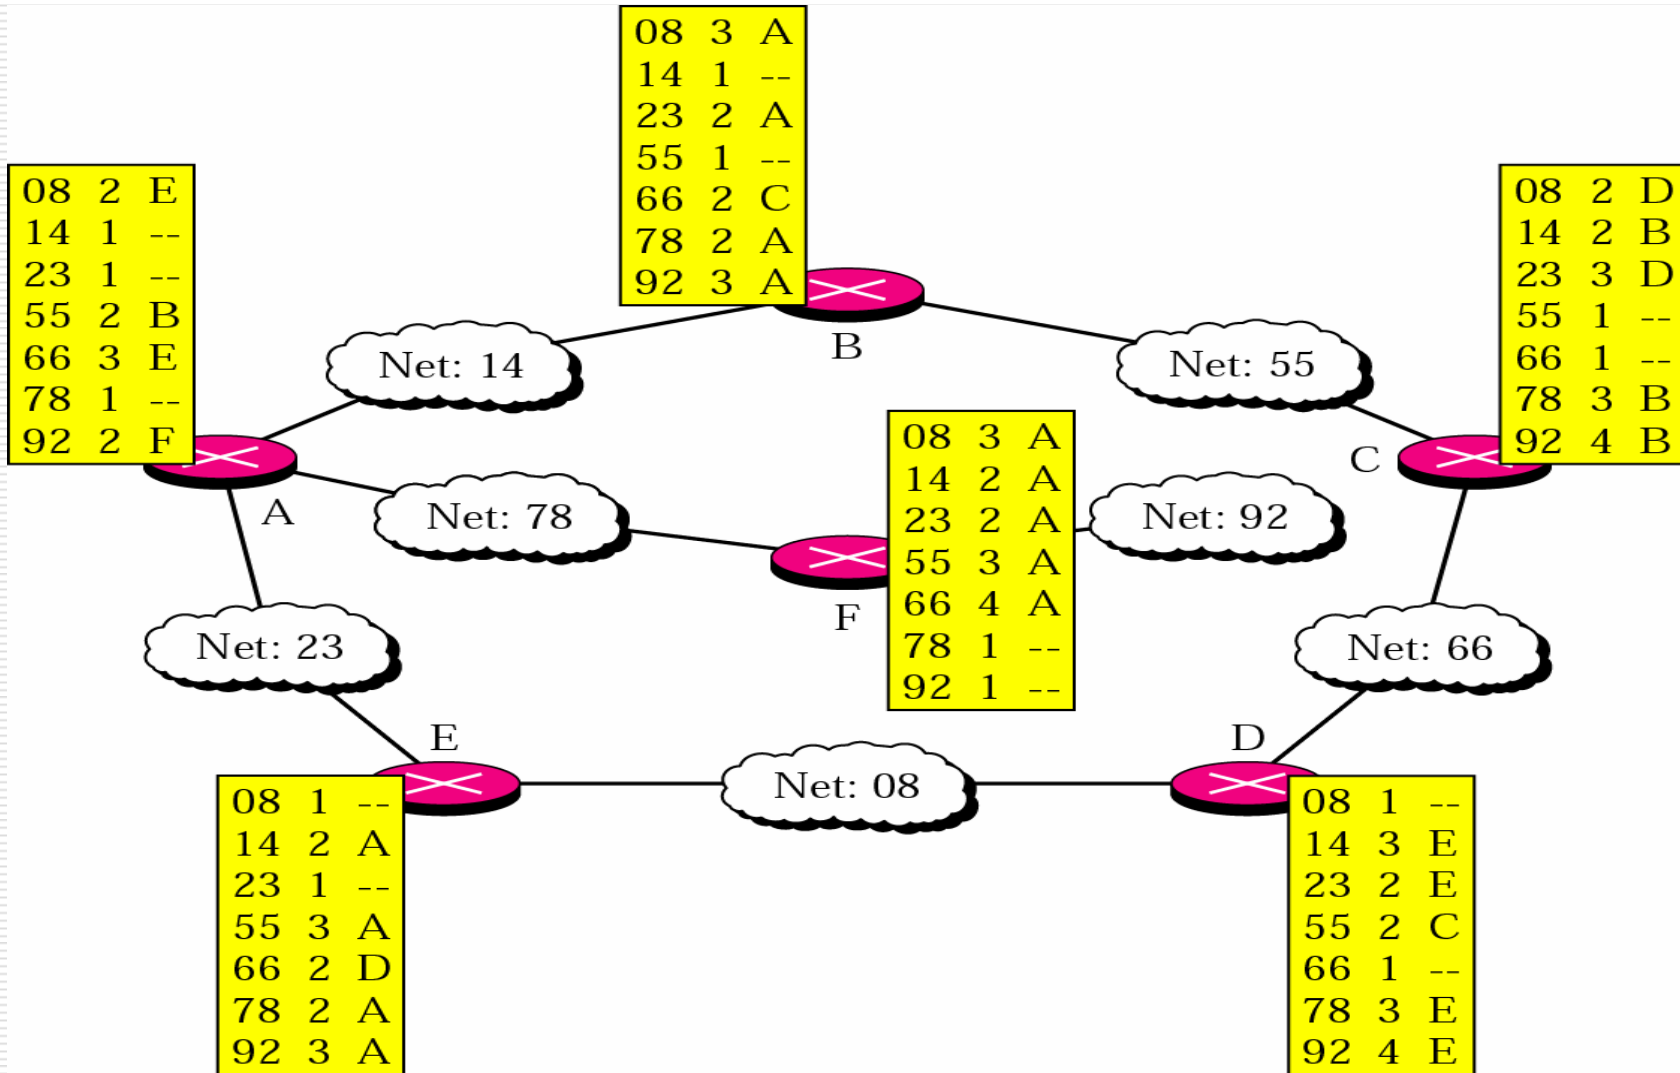 08 3 A
14 1 --
23 2 A
55 1 --
66 2 C
78 2 A
92 3 A
08 2 E
14 1 --
23 1 --
55 2 B
66 3 E
78 1 --
92 2 F
08 2 D
14 2 B
23 3 D
55 1 --
66 1 --
78 3 B
92 4 B
B
Net: 14
Net: 55
A
C
Net: 78
08 3 A
14 2 A
23 2 A
55 3 A
66 4 A
78 1 --
92 1 --
Net: 92
F
Net: 23
Net: 66
E
D
Net: 08
08 1 --
14 2 A
23 1 --
55 3 A
66 2 D
78 2 A
92 3 A
08 1 --
14 3 E
23 2 E
55 2 C
66 1 --
78 3 E
92 4 E